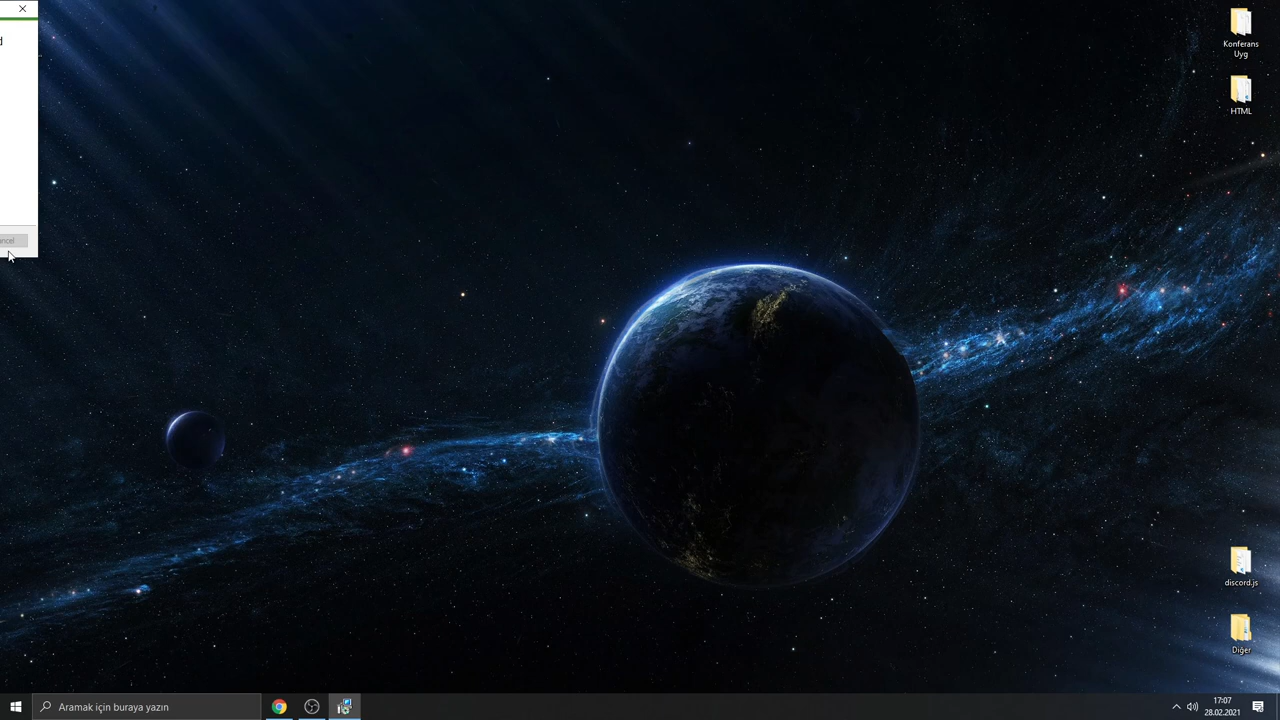 Konferans
Uyg
HTML
discord.js
Diğer
Aramak için buraya yazın
17:07
28.02.2021